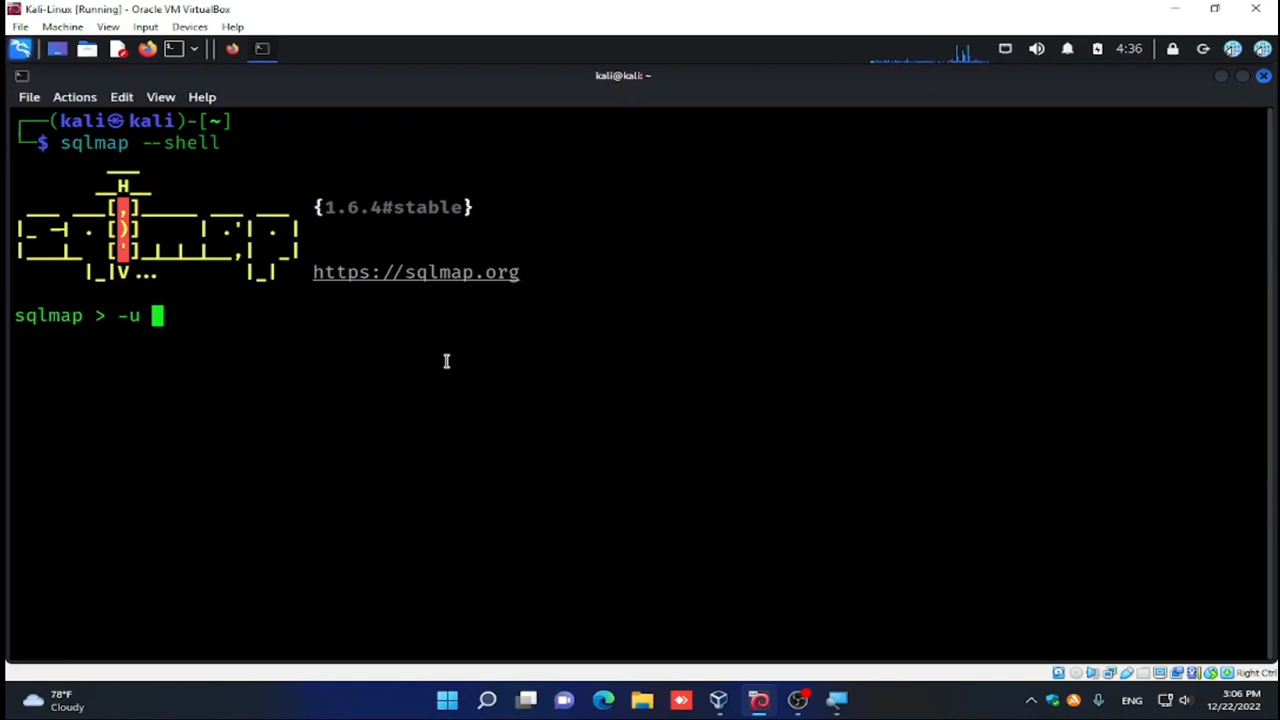 Kali-Linux [Running] - Oracle VM VirtualBox
File Machine View Input Devices Help
4:36
kali@kali: ~
File Actions Edit View Help
(kali㉿kali)-[~]
$ sqlmap --shell
{1.6.4#stable}
https://sqlmap.org
sqlmap > -u
Right Ctrl
78°F
Cloudy
ENG
3:06 PM
12/22/2022